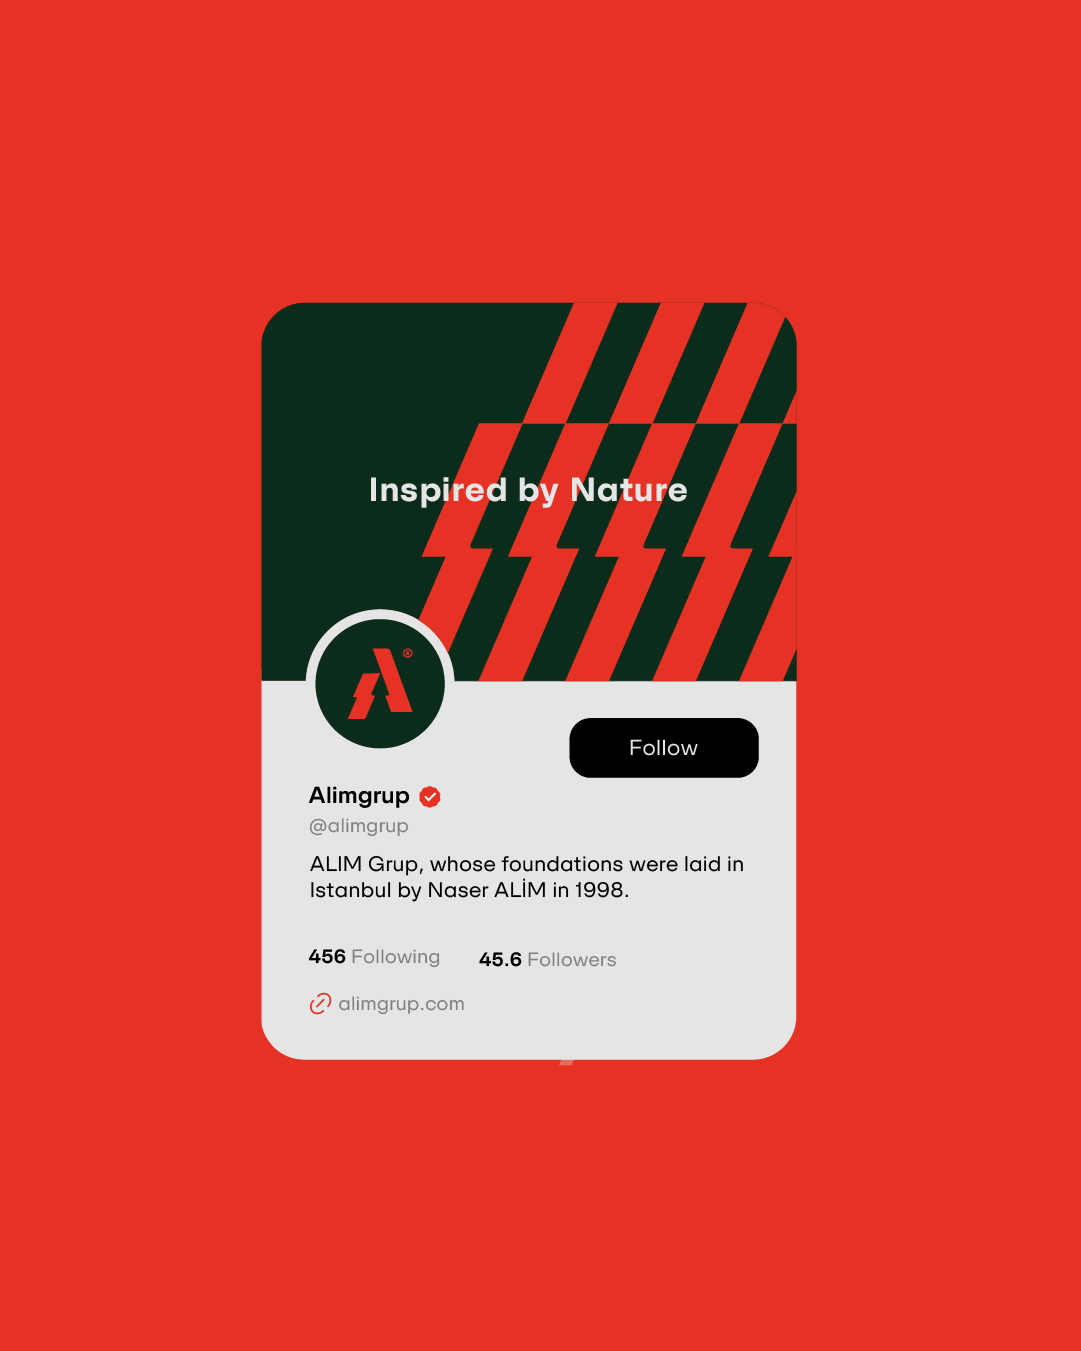 Inspired by Nature
®
Follow
Alimgrup
@alimgrup
ALIM Grup, whose foundations were laid in
Istanbul by Naser ALİM in 1998.
456 Following 45.6 Followers
alimgrup.com